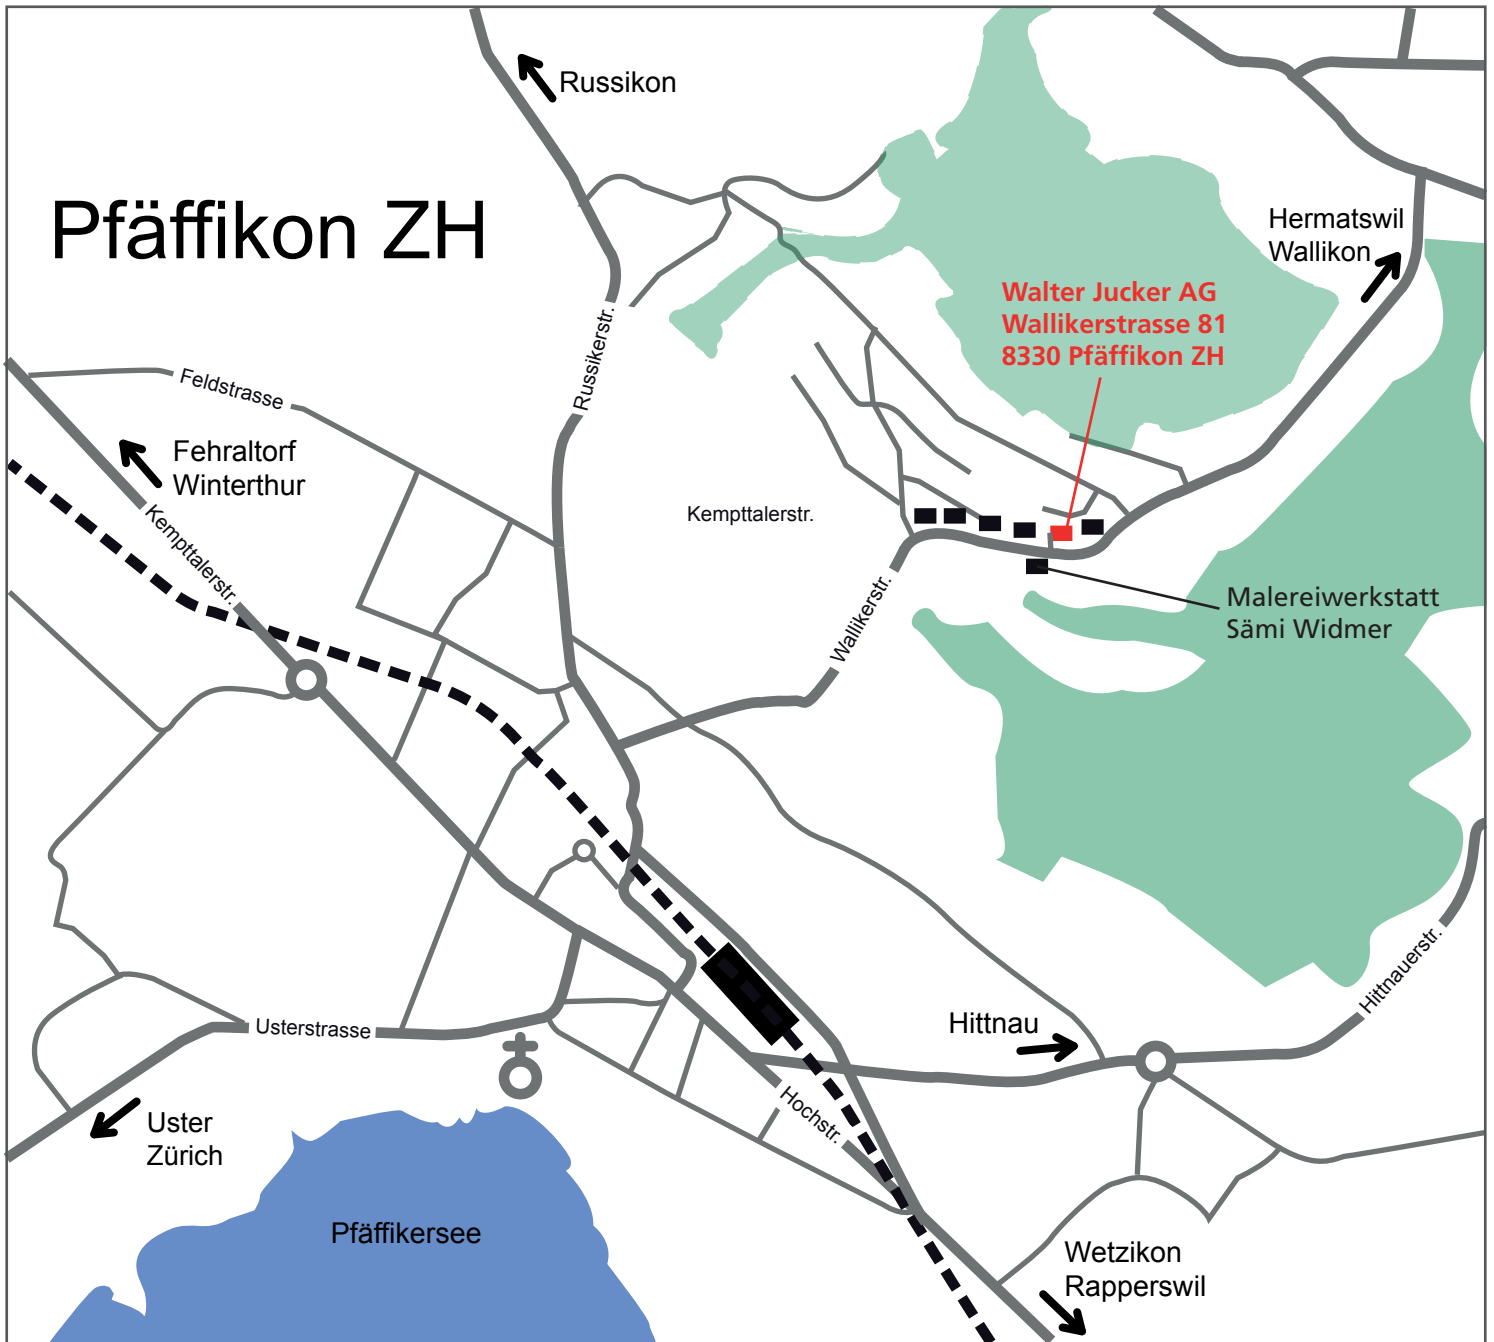 Russikon
Pfäffikon ZH
Hermatswil
Wallikon
Walter Jucker AG
Wallikerstrasse 81
8330 Pfäffikon ZH
Russikerstr.
Feldstrasse
Fehraltorf
Winterthur
Kempttalerstr.
Kempttalerstr.
Wallikerstr.
Malereiwerkstatt
Sämi Widmer
Hittnauerstr.
Usterstrasse
Hittnau
Hochstr.
Uster
Zürich
Pfäffikersee
Wetzikon
Rapperswil